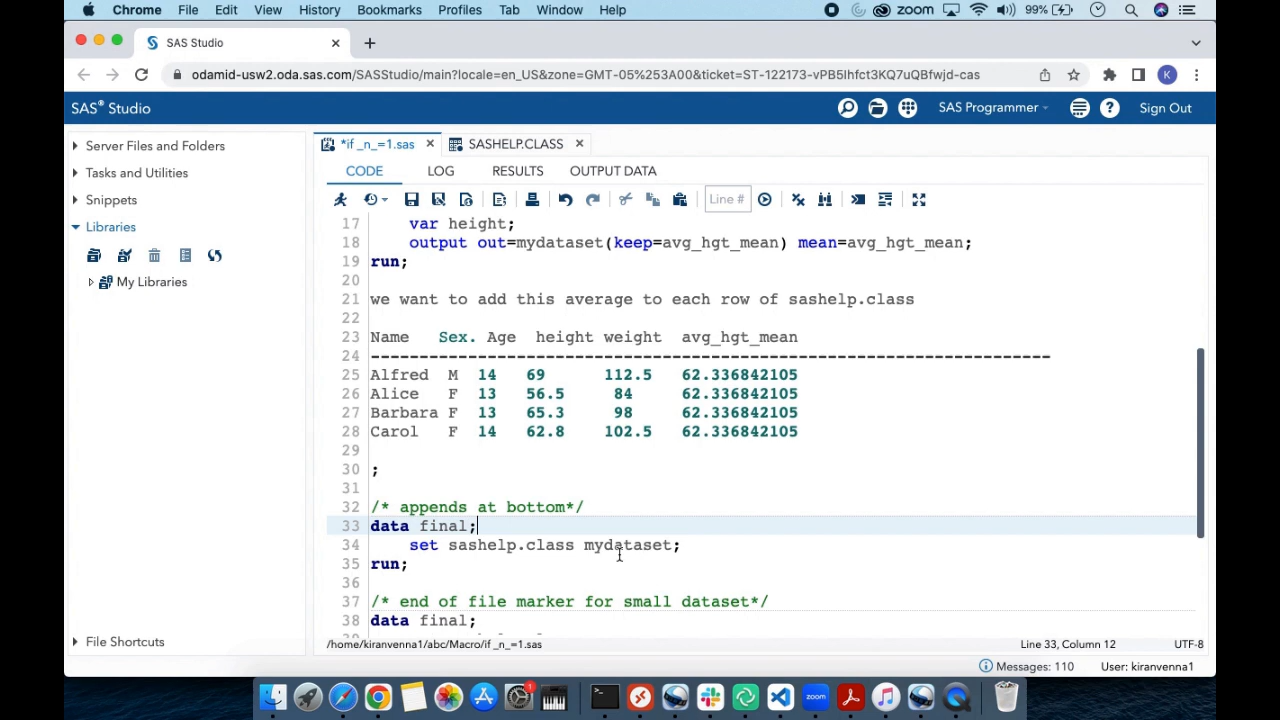 Chrome File Edit View History Bookmarks Profiles Tab Window Help zoom 99%
SAS Studio
odamid-usw2.oda.sas.com/SASStudio/main?locale=en_US&zone=GMT-05%253A00&ticket=ST-122173-vPB5Ihfct3KQ7uQBfwjd-cas K
SAS® Studio SAS Programmer Sign Out
Server Files and Folders
Tasks and Utilities
Snippets
Libraries
My Libraries
File Shortcuts
*if _n_=1.sas SASHELP.CLASS
CODE LOG RESULTS OUTPUT DATA
Line #
17 var height;
18 output out=mydataset(keep=avg_hgt_mean) mean=avg_hgt_mean;
19 run;
20
21 we want to add this average to each row of sashelp.class
22
23 Name Sex. Age height weight avg_hgt_mean
24 ----------------------------------------------------------------------
25 Alfred M 14 69 112.5 62.336842105
26 Alice F 13 56.5 84 62.336842105
27 Barbara F 13 65.3 98 62.336842105
28 Carol F 14 62.8 102.5 62.336842105
29
30 ;
31
32 /* appends at bottom*/
33 data final;
34 set sashelp.class mydataset;
35 run;
36
37 /* end of file marker for small dataset*/
38 data final;
/home/kiranvenna1/abc/Macro/if _n_=1.sas Line 33, Column 12 UTF-8
Messages: 110 User: kiranvenna1
1
zoom